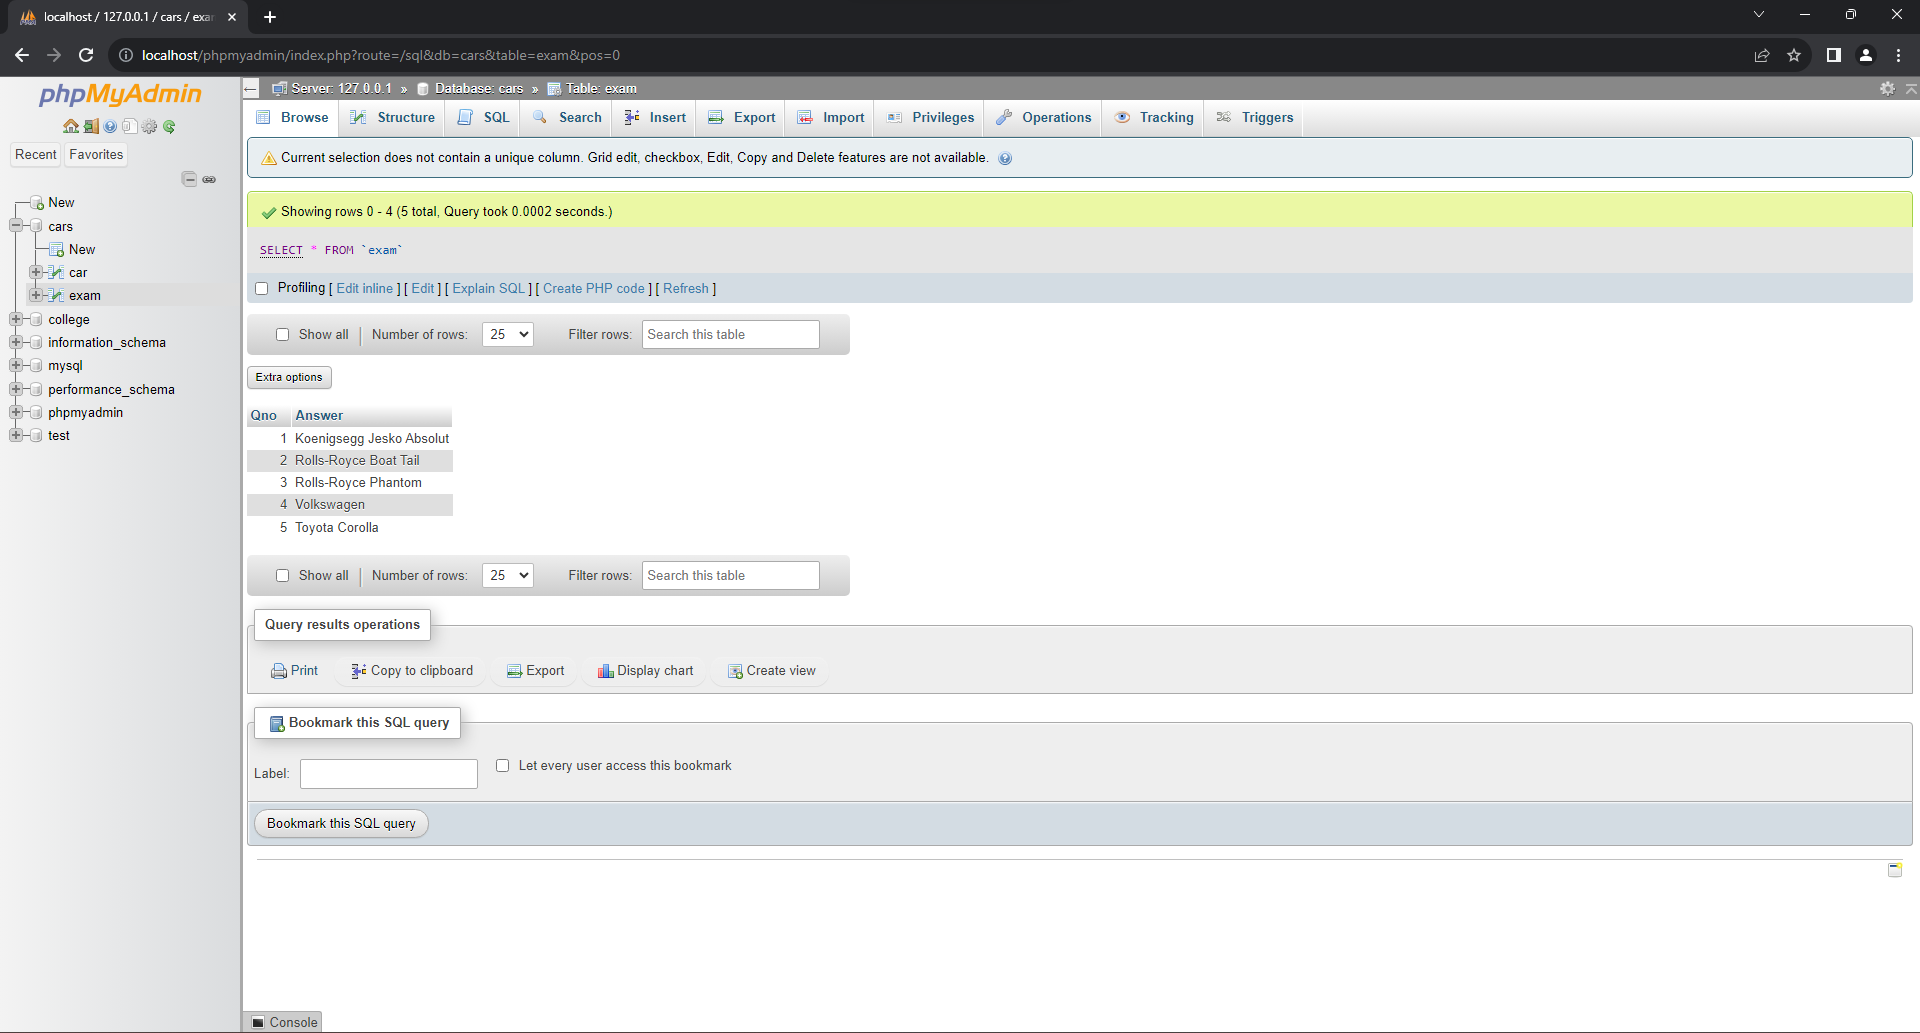 localhost / 127.0.0.1 / cars / exam
localhost/phpmyadmin/index.php?route=/sql&db=cars&table=exam&pos=0
phpMyAdmin
Recent Favorites
New
cars
New
car
exam
college
information_schema
mysql
performance_schema
phpmyadmin
test
Server: 127.0.0.1 » Database: cars » Table: exam
Browse Structure SQL Search Insert Export Import Privileges Operations Tracking Triggers
Current selection does not contain a unique column. Grid edit, checkbox, Edit, Copy and Delete features are not available.
Showing rows 0 - 4 (5 total, Query took 0.0002 seconds.)
SELECT * FROM `exam`
Profiling [ Edit inline ] [ Edit ] [ Explain SQL ] [ Create PHP code ] [ Refresh ]
Show all | Number of rows: 25 Filter rows: Search this table
Extra options
Qno Answer
1 Koenigsegg Jesko Absolut
2 Rolls-Royce Boat Tail
3 Rolls-Royce Phantom
4 Volkswagen
5 Toyota Corolla
Show all | Number of rows: 25 Filter rows: Search this table
Query results operations
Print Copy to clipboard Export Display chart Create view
Bookmark this SQL query
Label: Let every user access this bookmark
Bookmark this SQL query
Console